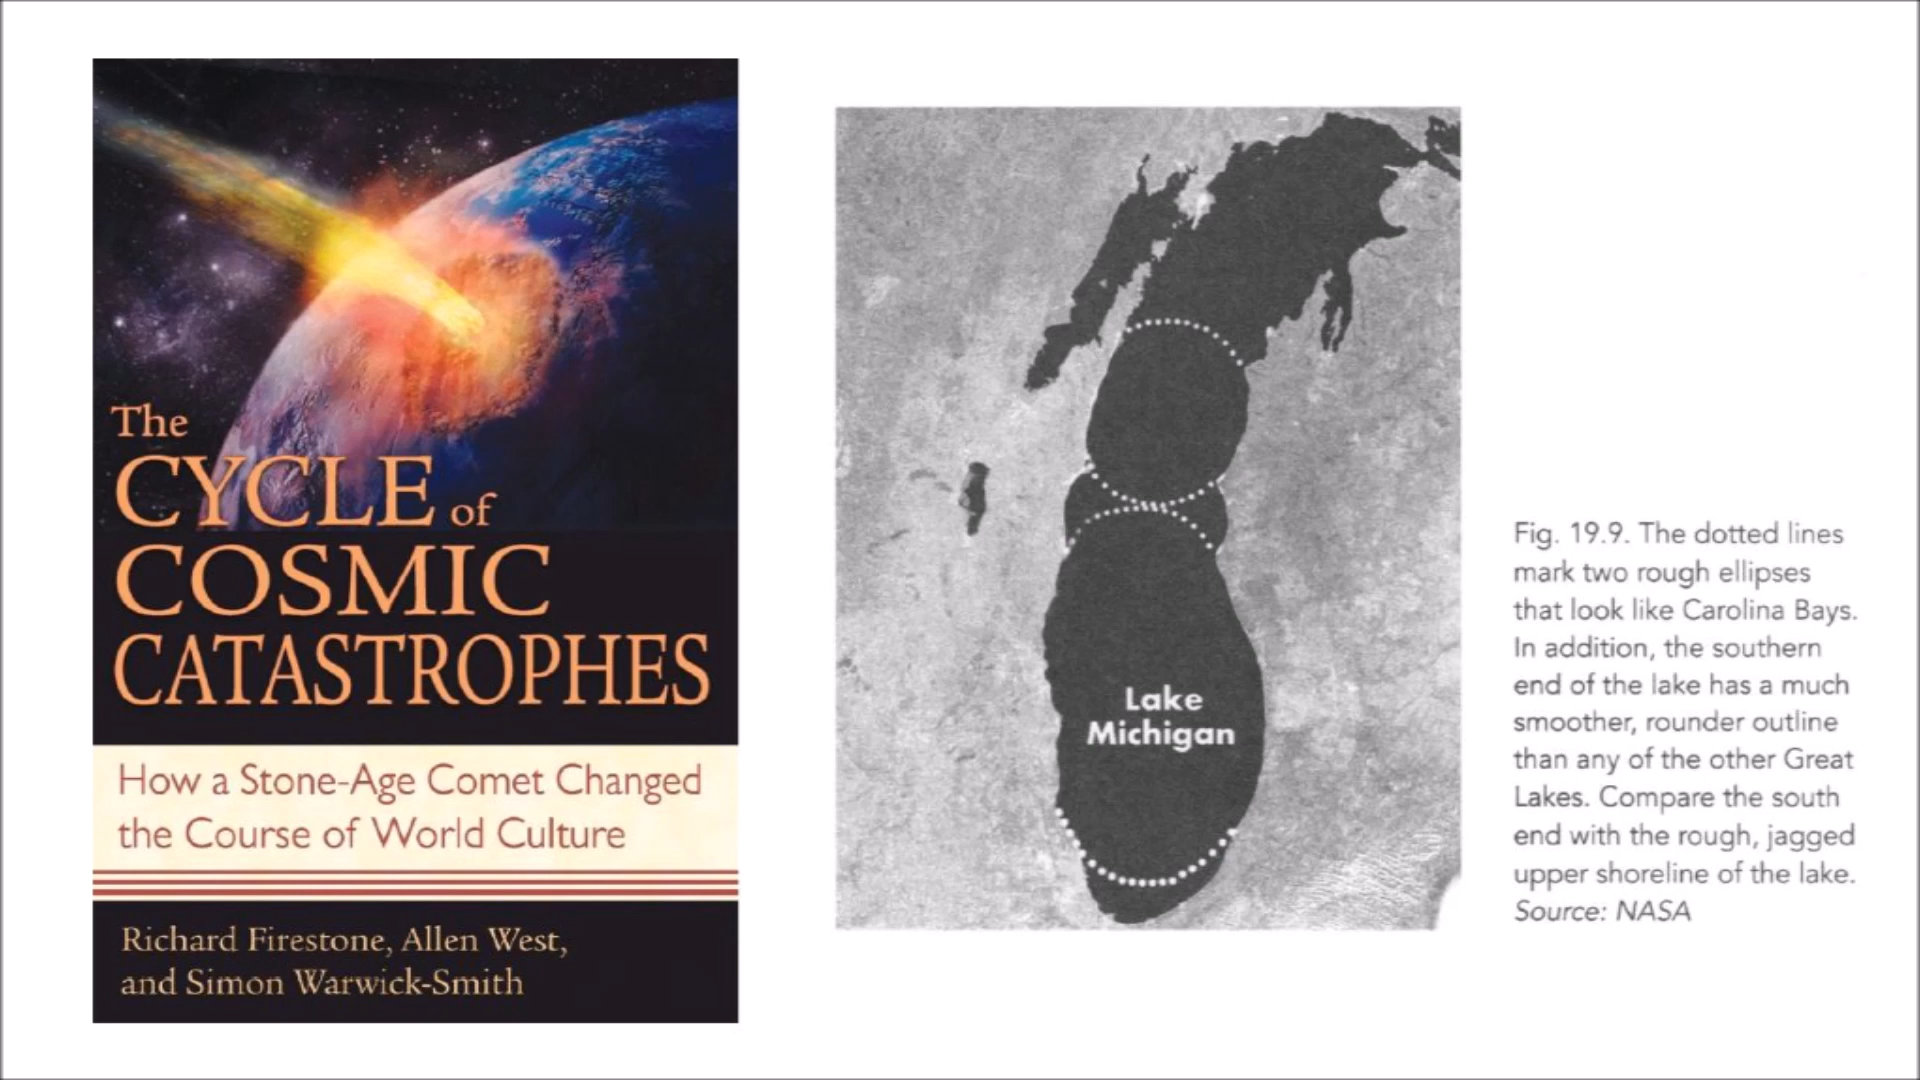 The
CYCLE of
COSMIC
CATASTROPHES
How a Stone-Age Comet Changed
the Course of World Culture
Richard Firestone, Allen West,
and Simon Warwick-Smith
Lake
Michigan
Fig. 19.9. The dotted lines
mark two rough ellipses
that look like Carolina Bays.
In addition, the southern
end of the lake has a much
smoother, rounder outline
than any of the other Great
Lakes. Compare the south
end with the rough, jagged
upper shoreline of the lake.
Source: NASA